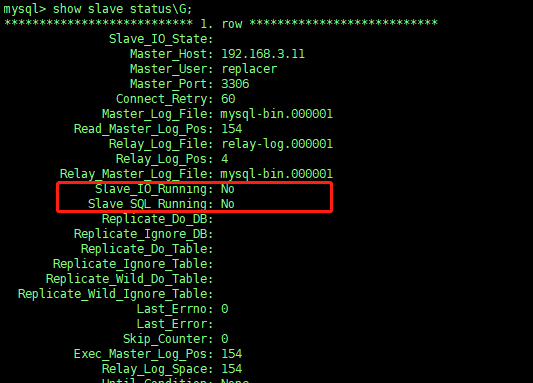 mysql> show slave status\G;
*************************** 1. row ***************************
Slave_IO_State:
Master_Host: 192.168.3.11
Master_User: replacer
Master_Port: 3306
Connect_Retry: 60
Master_Log_File: mysql-bin.000001
Read_Master_Log_Pos: 154
Relay_Log_File: relay-log.000001
Relay_Log_Pos: 4
Relay_Master_Log_File: mysql-bin.000001
Slave_IO_Running: No
Slave_SQL_Running: No
Replicate_Do_DB:
Replicate_Ignore_DB:
Replicate_Do_Table:
Replicate_Ignore_Table:
Replicate_Wild_Do_Table:
Replicate_Wild_Ignore_Table:
Last_Errno: 0
Last_Error:
Skip_Counter: 0
Exec_Master_Log_Pos: 154
Relay_Log_Space: 154
Until_Condition: None